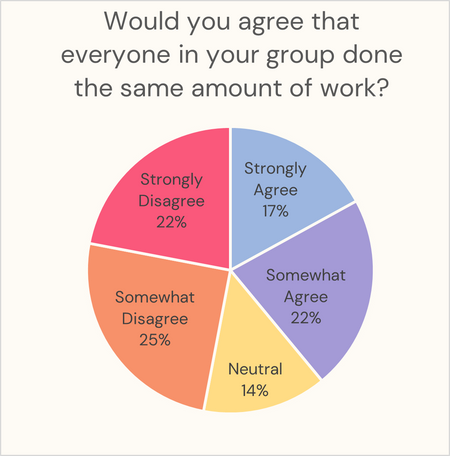 Would you agree that
everyone in your group done
the same amount of work?
Strongly
Agree
17%
Somewhat
Agree
22%
Neutral
14%
Somewhat
Disagree
25%
Strongly
Disagree
22%